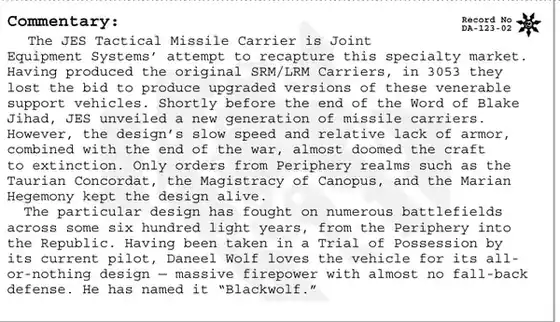 Commentary:
Record No
DA-123-02
The JES Tactical Missile Carrier is Joint
Equipment Systems’ attempt to recapture this specialty market.
Having produced the original SRM/LRM Carriers, in 3053 they
lost the bid to produce upgraded versions of these venerable
support vehicles. Shortly before the end of the Word of Blake
Jihad, JES unveiled a new generation of missile carriers.
However, the design’s slow speed and relative lack of armor,
combined with the end of the war, almost doomed the craft
to extinction. Only orders from Periphery realms such as the
Taurian Concordat, the Magistracy of Canopus, and the Marian
Hegemony kept the design alive.
The particular design has fought on numerous battlefields
across some six hundred light years, from the Periphery into
the Republic. Having been taken in a Trial of Possession by
its current pilot, Daneel Wolf loves the vehicle for its all-
or-nothing design — massive firepower with almost no fall-back
defense. He has named it “Blackwolf.”